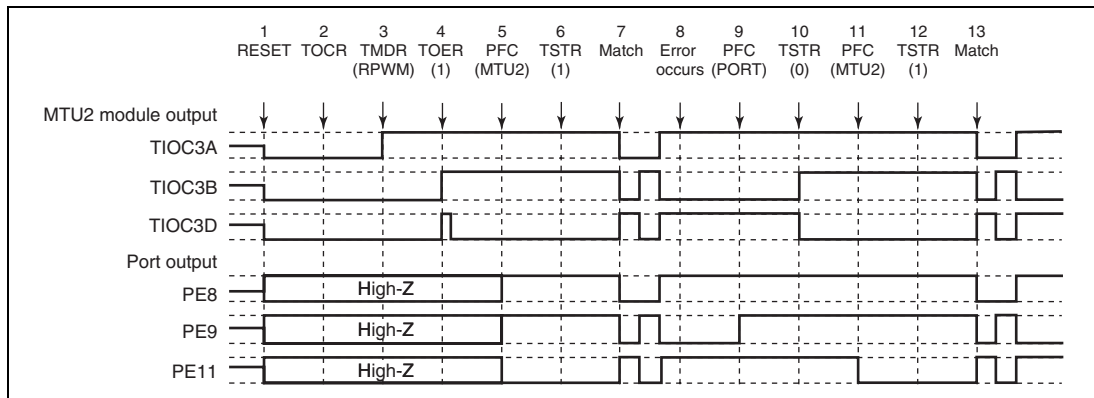 1 2 3 4 5 6 7 8 9 10 11 12 13
RESET TOCR TMDR TOER PFC TSTR Match Error PFC TSTR PFC TSTR Match
(RPWM) (1) (MTU2) (1) occurs (PORT) (0) (MTU2) (1)
MTU2 module output
TIOC3A
TIOC3B
TIOC3D
Port output
PE8 High-Z
PE9 High-Z
PE11 High-Z